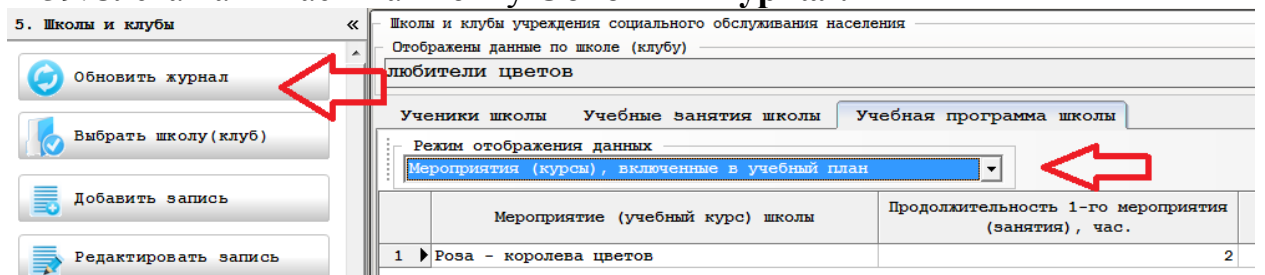 5. Школы и клубы «
Обновить журнал
Выбрать школу(клуб)
Добавить запись
Редактировать запись
Школы и клубы учреждения социального обслуживания населения
Отображены данные по школе (клубу)
любители цветов
Ученики школы Учебные занятия школы Учебная программа школы
Режим отображения данных
Мероприятия (курсы), включенные в учебный план
Мероприятие (учебный курс) школы
Продолжительность 1-го мероприятия
(занятия), час.
1 Роза - королева цветов 2